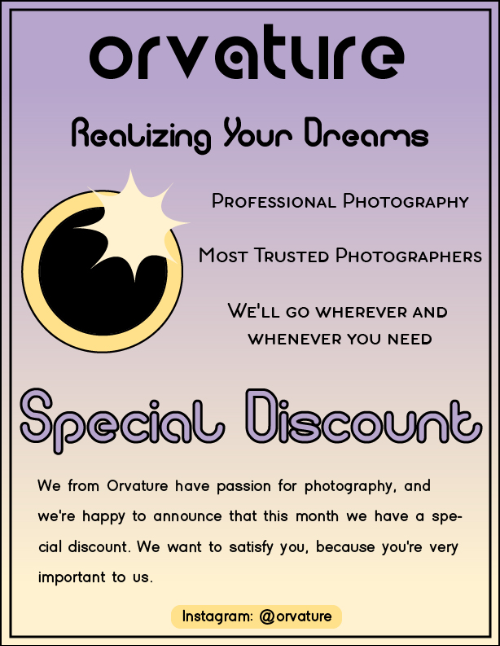 orvature
Realizing Your Dreams
Professional Photography
Most Trusted Photographers
We'll go wherever and
whenever you need
Special Discount
We from Orvature have passion for photography, and
we're happy to announce that this month we have a spe-
cial discount. We want to satisfy you, because you're very
important to us.
Instagram: @orvature